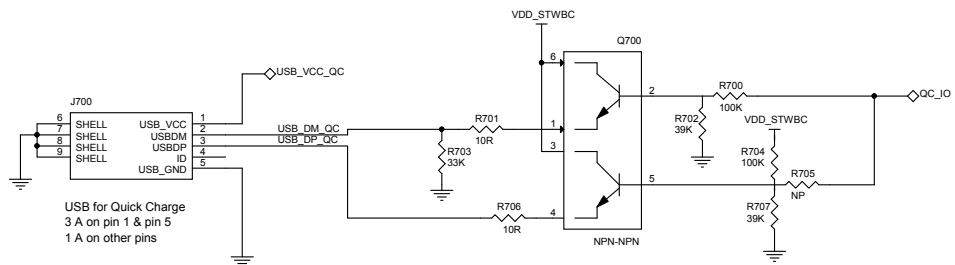 VDD_STWBC
Q700
USB_VCC_QC
J700
6
7
8
9
SHELL
SHELL
SHELL
SHELL
USB_VCC
USBDM
USBDP
ID
USB_GND
1
2
3
4
5
USB_DM_QC
USB_DP_QC
R701
10R
R703
33K
R706
10R
6
1
3
4
2
5
NPN-NPN
R700
100K
QC_IO
R702
39K
VDD_STWBC
R704
100K
R705
NP
R707
39K
USB for Quick Charge
3 A on pin 1 & pin 5
1 A on other pins